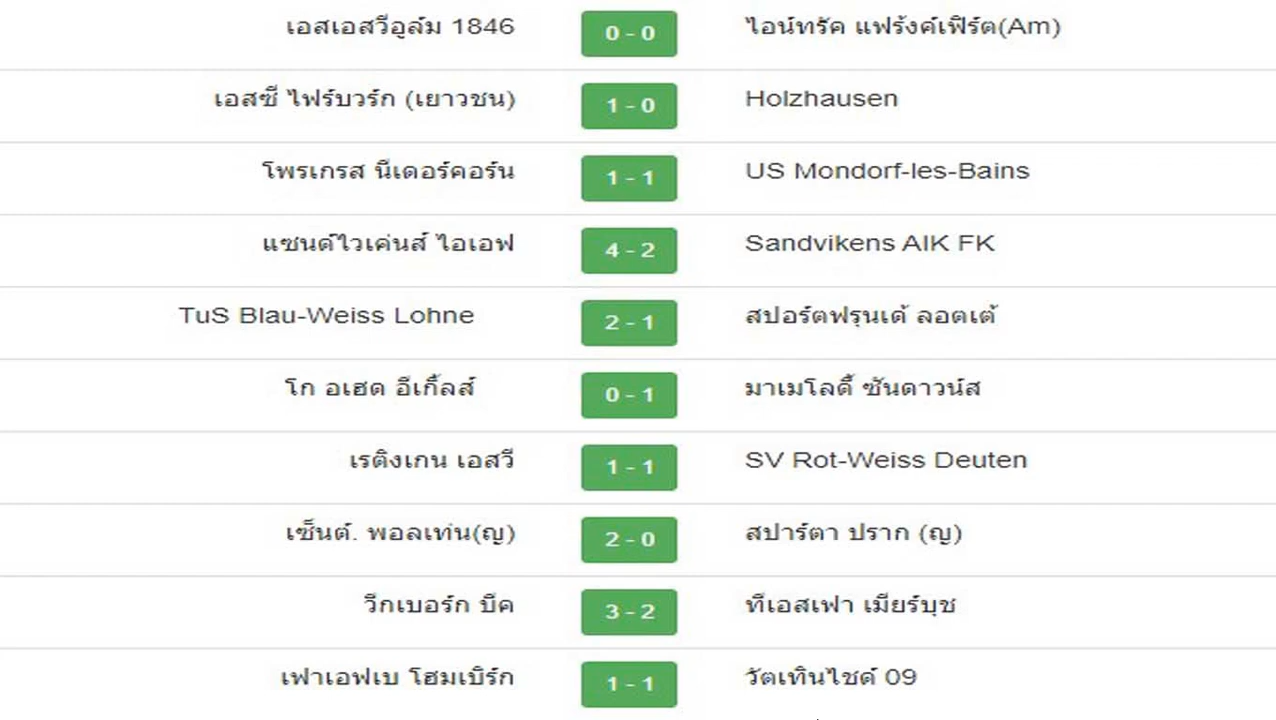 เอสเอสวีอูล์ม 1846 0 - 0 ไอน์ทรัค แฟร้งค์เฟิร์ต(Am)
เอสซี ไฟร์บวร์ก (เยาวชน) 1 - 0 Holzhausen
โพรเกรส นีเดอร์คอร์น 1 - 1 US Mondorf-les-Bains
แซนด์ไวเค่นส์ ไอเอฟ 4 - 2 Sandvikens AIK FK
TuS Blau-Weiss Lohne 2 - 1 สปอร์ตฟรุนเด้ ลอตเต้
โก อเฮด อีเกิ้ลส์ 0 - 1 มาเมโลดี้ ซันดาวน์ส
เรติงเกน เอสวี 1 - 1 SV Rot-Weiss Deuten
เซ็นต์. พอลเท่น(ญ) 2 - 0 สปาร์ตา ปราก (ญ)
วีกเบอร์ก บีค 3 - 2 ทีเอสเฟา เมียร์บุช
เฟาเอฟเบ โฮมเบิร์ก 1 - 1 วัตเทินไชด์ 09